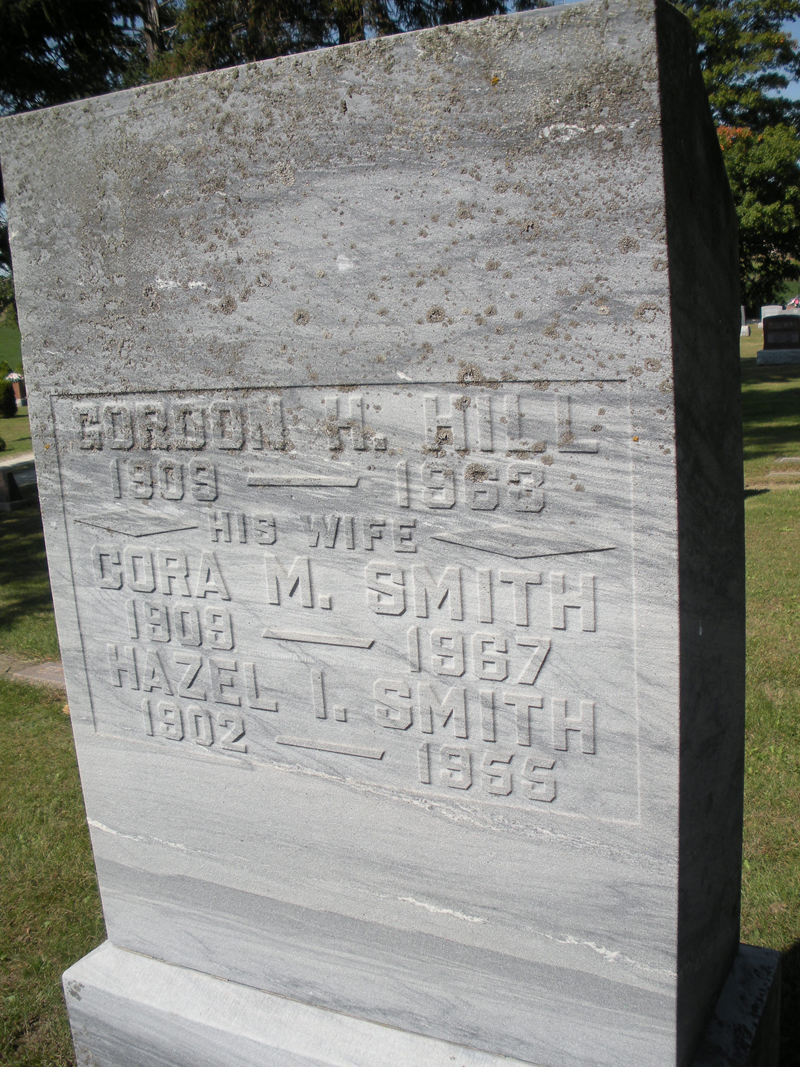 GORDON H. HILL
1909 — 1963
HIS WIFE
CORA M. SMITH
1909 — 1967
HAZEL I. SMITH
1902 — 1955